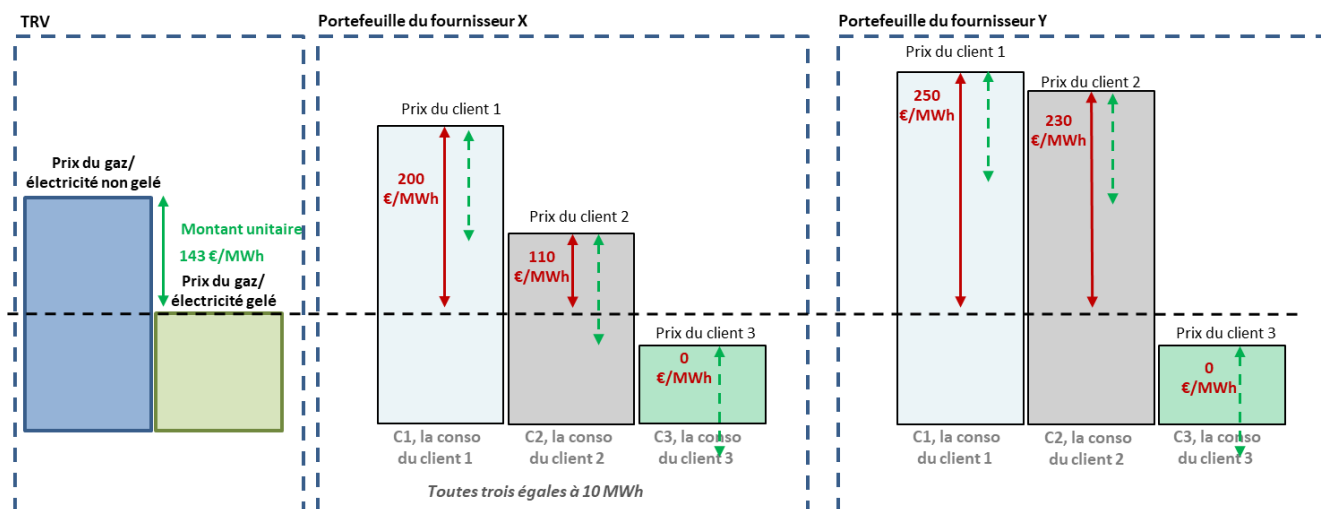 TRV
Prix du gaz/
électricité non gelé
Montant unitaire
143 €/MWh
Prix du gaz/
électricité gelé
Portefeuille du fournisseur X
Prix du client 1
200
€/MWh
Prix du client 2
110
€/MWh
Prix du client 3
0
€/MWh
C1, la conso
du client 1
C2, la conso
du client 2
C3, la conso
du client 3
Toutes trois égales à 10 MWh
Portefeuille du fournisseur Y
Prix du client 1
250
€/MWh
Prix du client 2
230
€/MWh
Prix du client 3
0
€/MWh
C1, la conso
du client 1
C2, la conso
du client 2
C3, la conso
du client 3